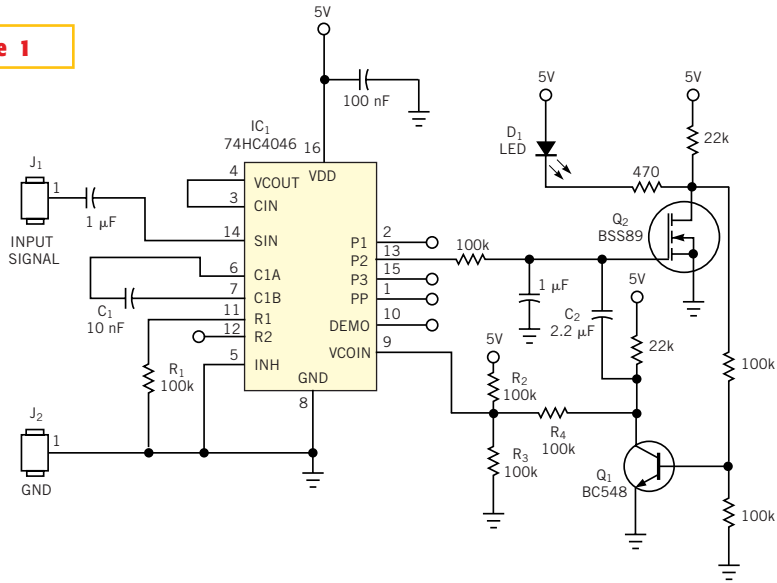 e 1
5V
100 nF
IC1
74HC4046
16
VDD
J1
1
INPUT
SIGNAL
1 µF
4
VCOUT
3
CIN
14
SIN
6
C1A
7
C1B
C1
10 nF
11
R1
12
R2
5
INH
GND
8
R1
100k
J2
1
GND
P1
2
P2
13
P3
15
PP
1
DEMO
10
VCOIN
9
100k
1 µF
C2
2.2 µF
5V
D1
LED
470
5V
22k
Q2
BSS89
5V
22k
5V
R2
100k
R3
100k
R4
100k
Q1
BC548
100k
100k